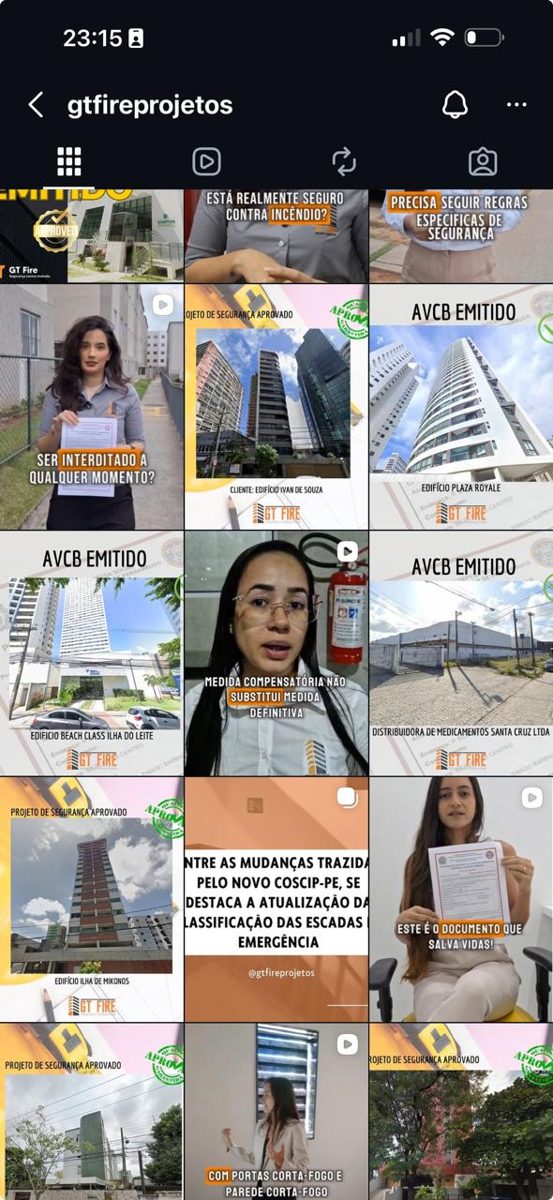 23:15
gtfireprojetos
EMITIDO
APPROVED
GT Fire
ESTÁ REALMENTE SEGURO
CONTRA INCÊNDIO?
PRECISA SEGUIR REGRAS
ESPECÍFICAS DE
SEGURANÇA
SER INTERDITADO A
QUALQUER MOMENTO?
OJETO DE SEGURANÇA APROVADO
CLIENTE: EDIFÍCIO IVAN DE SOUZA
GT FIRE
AVCB EMITIDO
EDIFÍCIO PLAZA ROYALE
GT FIRE
AVCB EMITIDO
EDIFICIO BEACH CLASS ILHA DO LEITE
GT FIRE
MEDIDA COMPENSATÓRIA NÃO
SUBSTITUI MEDIDA
DEFINITIVA
AVCB EMITIDO
DISTRIBUIDORA DE MEDICAMENTOS SANTA CRUZ LTDA
GT FIRE
PROJETO DE SEGURANÇA APROVADO
EDIFÍCIO ILHA DE MIKONOS
GT FIRE
NTRE AS MUDANÇAS TRAZIDA
PELO NOVO COSCIP-PE, SE
DESTACA A ATUALIZAÇÃO DA
LASSIFICAÇÃO DAS ESCADAS
EMERGÊNCIA
@gtfireprojetos
ESTE É O DOCUMENTO QUE
SALVA VIDAS!
PROJETO DE SEGURANÇA APROVADO
COM PORTAS CORTA-FOGO E
PAREDE CORTA-FOGO
ROJETO DE SEGURANÇA APROVADO